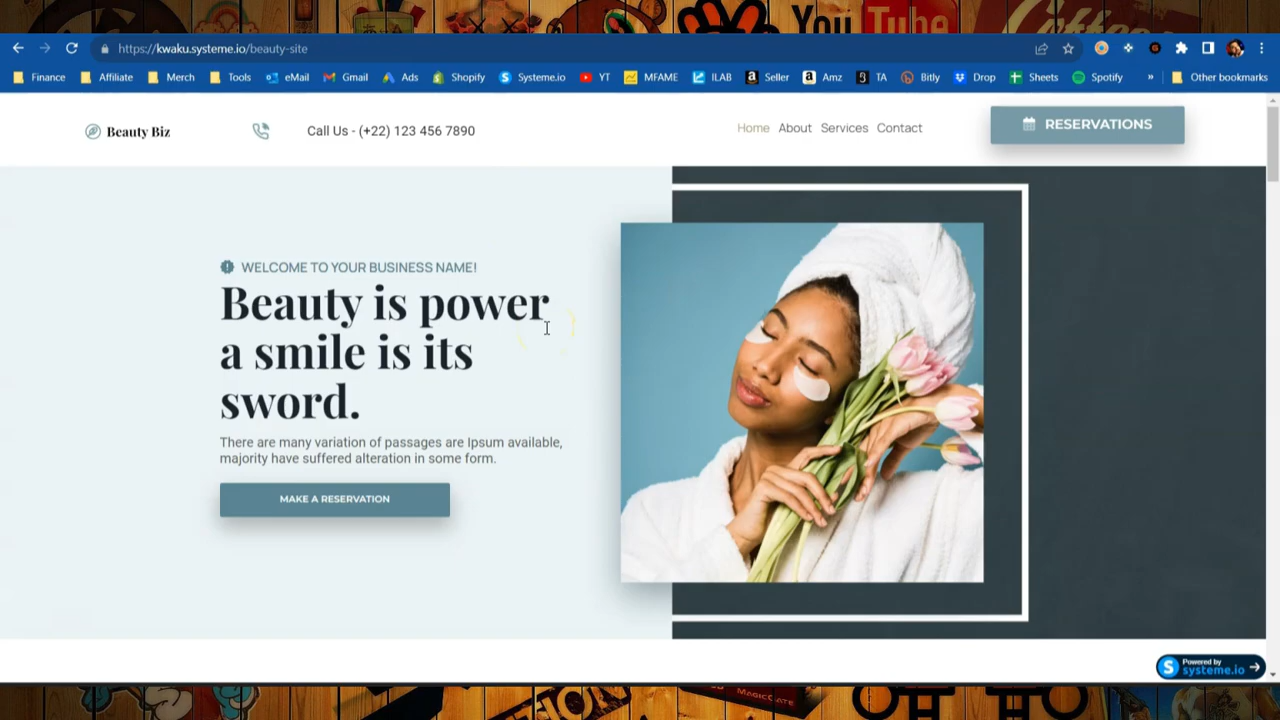 You Tube
https://kwaku.systeme.io/beauty-site
Finance Affiliate Merch Tools eMail Gmail Ads Shopify Systeme.io YT MFAME ILAB Seller Amz TA Bitly Drop Sheets Spotify » Other bookmarks
Beauty Biz
Call Us - (+22) 123 456 7890
Home About Services Contact
RESERVATIONS
WELCOME TO YOUR BUSINESS NAME!
Beauty is power
a smile is its
sword.
There are many variation of passages are Ipsum available,
majority have suffered alteration in some form.
MAKE A RESERVATION
Powered by
systeme.io